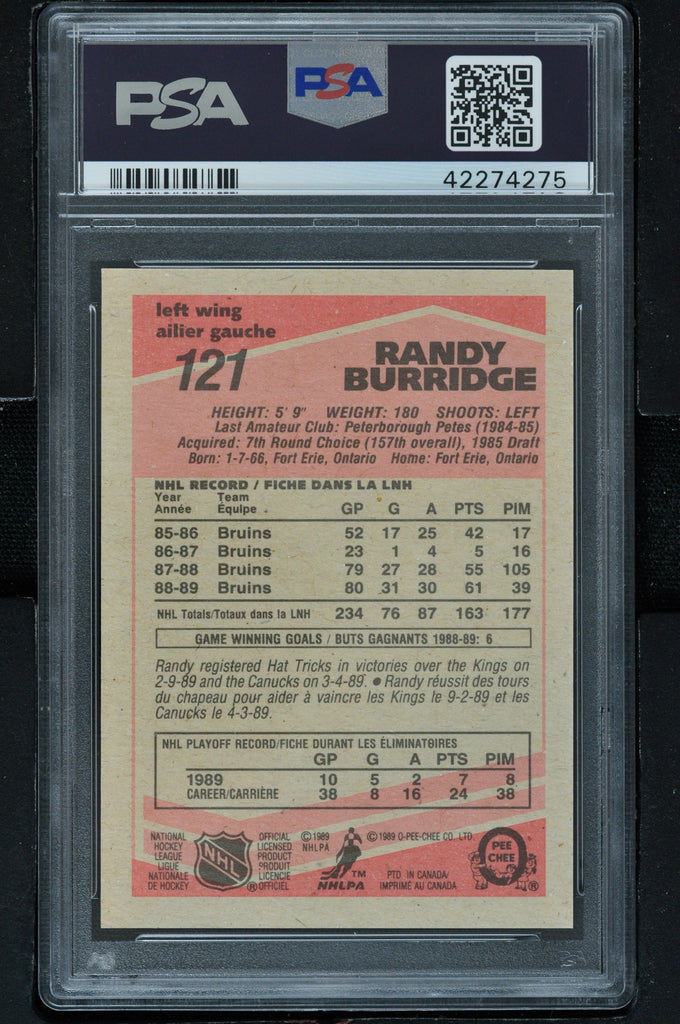 PSA
PSA
42274275
left wing
ailier gauche
121
RANDY
BURRIDGE
HEIGHT: 5' 9" WEIGHT: 180 SHOOTS: LEFT
Last Amateur Club: Peterborough Petes (1984-85)
Acquired: 7th Round Choice (157th overall), 1985 Draft
Born: 1-7-66, Fort Erie, Ontario Home: Fort Erie, Ontario
NHL RECORD / FICHE DANS LA LNH
Year Team
Année Équipe GP G A PTS PIM
85-86 Bruins 52 17 25 42 17
86-87 Bruins 23 1 4 5 16
87-88 Bruins 79 27 28 55 105
88-89 Bruins 80 31 30 61 39
NHL Totals/Totaux dans la LNH 234 76 87 163 177
GAME WINNING GOALS / BUTS GAGNANTS 1988-89: 6
Randy registered Hat Tricks in victories over the Kings on
2-9-89 and the Canucks on 3-4-89. ● Randy réussit des tours
du chapeau pour aider à vaincre les Kings le 9-2-89 et les
Canucks le 4-3-89.
NHL PLAYOFF RECORD/FICHE DURANT LES ÉLIMINATOIRES
GP G A PTS PIM
1989 10 5 2 7 8
CAREER/CARRIÈRE 38 8 16 24 38
NATIONAL
HOCKEY
LEAGUE
LIGUE
NATIONALE
DE HOCKEY
NHL
OFFICIAL
LICENSED
PRODUCT
PRODUIT
LICENCIE
® OFFICIEL
© 1989
NHLPA
TM
NHLPA
© 1989 O-PEE-CHEE CO. LTD.
PTD IN CANADA/
IMPRIMÉ AU CANADA
O
PEE
CHEE
®